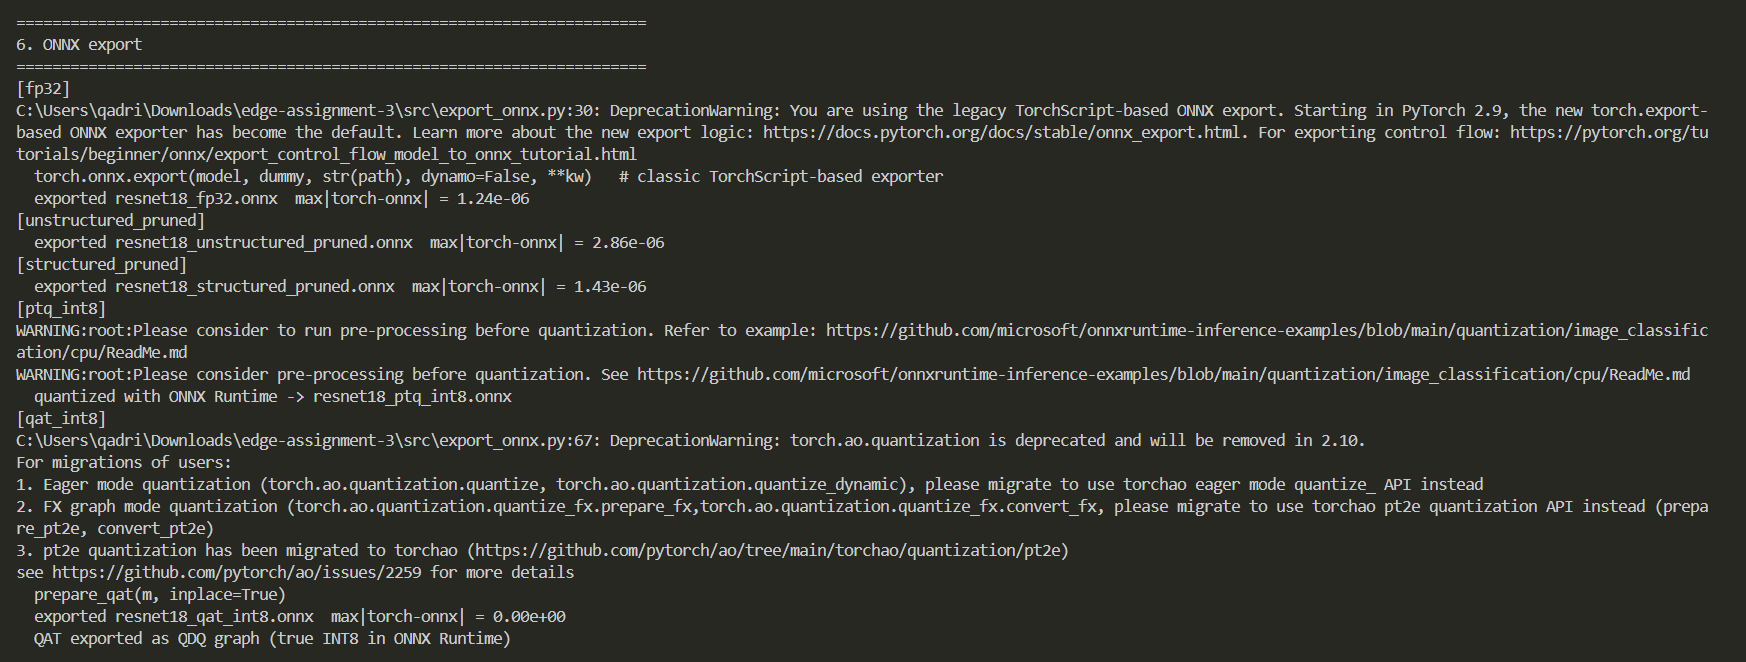 ======================================================================
6. ONNX export
======================================================================
[fp32]
C:\Users\qadri\Downloads\edge-assignment-3\src\export_onnx.py:30: DeprecationWarning: You are using the legacy TorchScript-based ONNX export. Starting in PyTorch 2.9, the new torch.export-
based ONNX exporter has become the default. Learn more about the new export logic: https://docs.pytorch.org/docs/stable/onnx_export.html. For exporting control flow: https://pytorch.org/tu
torials/beginner/onnx/export_control_flow_model_to_onnx_tutorial.html
  torch.onnx.export(model, dummy, str(path), dynamo=False, **kw)   # classic TorchScript-based exporter
  exported resnet18_fp32.onnx  max|torch-onnx| = 1.24e-06
[unstructured_pruned]
  exported resnet18_unstructured_pruned.onnx  max|torch-onnx| = 2.86e-06
[structured_pruned]
  exported resnet18_structured_pruned.onnx  max|torch-onnx| = 1.43e-06
[ptq_int8]
WARNING:root:Please consider to run pre-processing before quantization. Refer to example: https://github.com/microsoft/onnxruntime-inference-examples/blob/main/quantization/image_classific
ation/cpu/ReadMe.md
WARNING:root:Please consider pre-processing before quantization. See https://github.com/microsoft/onnxruntime-inference-examples/blob/main/quantization/image_classification/cpu/ReadMe.md
  quantized with ONNX Runtime -> resnet18_ptq_int8.onnx
[qat_int8]
C:\Users\qadri\Downloads\edge-assignment-3\src\export_onnx.py:67: DeprecationWarning: torch.ao.quantization is deprecated and will be removed in 2.10.
For migrations of users:
1. Eager mode quantization (torch.ao.quantization.quantize, torch.ao.quantization.quantize_dynamic), please migrate to use torchao eager mode quantize_ API instead
2. FX graph mode quantization (torch.ao.quantization.quantize_fx.prepare_fx,torch.ao.quantization.quantize_fx.convert_fx, please migrate to use torchao pt2e quantization API instead (prepa
re_pt2e, convert_pt2e)
3. pt2e quantization has been migrated to torchao (https://github.com/pytorch/ao/tree/main/torchao/quantization/pt2e)
see https://github.com/pytorch/ao/issues/2259 for more details
  prepare_qat(m, inplace=True)
  exported resnet18_qat_int8.onnx  max|torch-onnx| = 0.00e+00
  QAT exported as QDQ graph (true INT8 in ONNX Runtime)